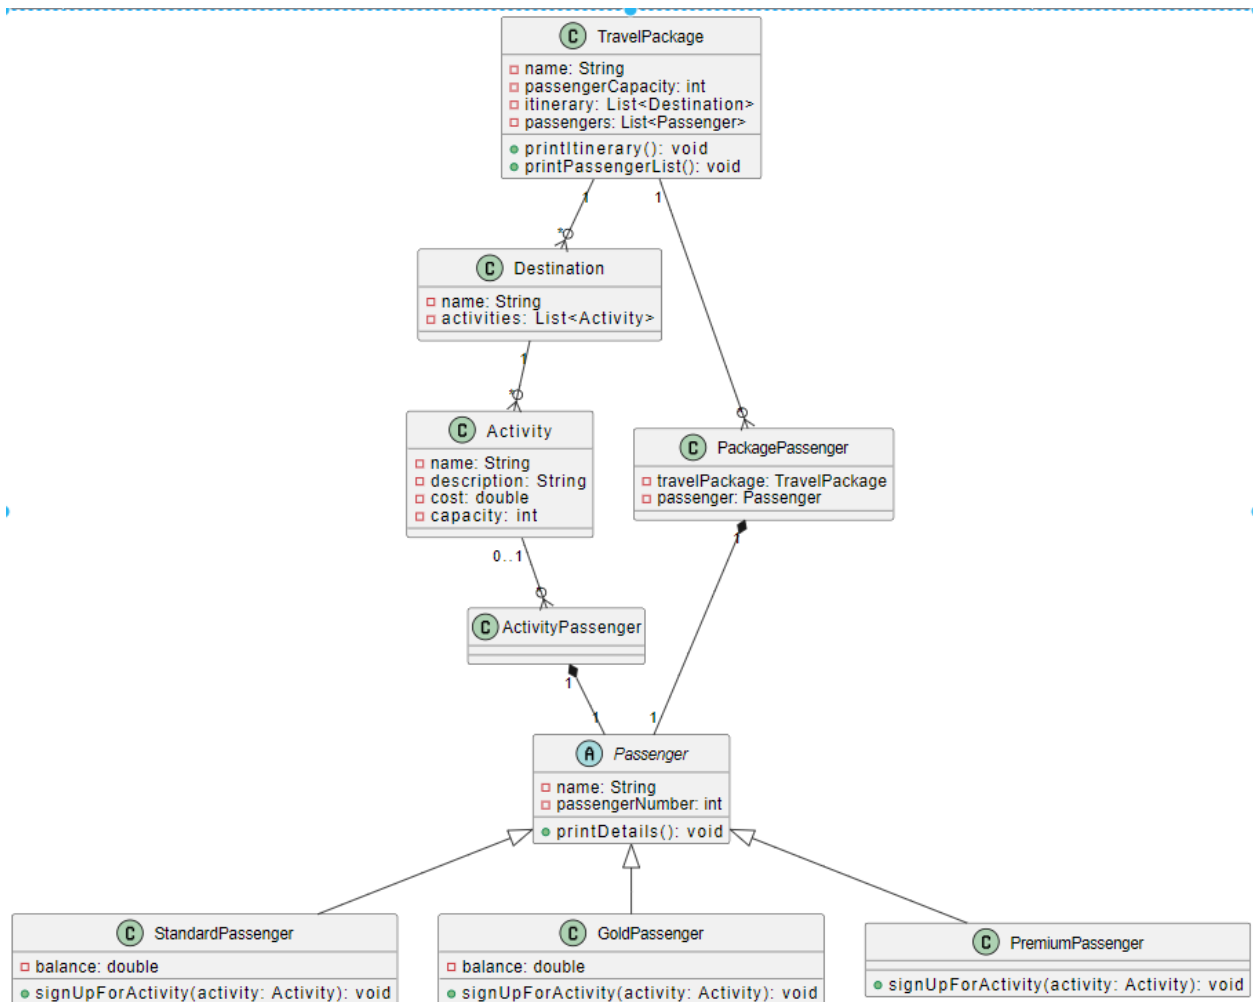 C TravelPackage
name: String
passengerCapacity: int
itinerary: List<Destination>
passengers: List<Passenger>
printItinerary(): void
printPassengerList(): void
1
1
*
C Destination
name: String
activities: List<Activity>
1
*
C Activity
name: String
description: String
cost: double
capacity: int
C PackagePassenger
travelPackage: TravelPackage
passenger: Passenger
1
0..1
*
C ActivityPassenger
1
1
1
A Passenger
name: String
passengerNumber: int
printDetails(): void
C StandardPassenger
balance: double
signUpForActivity(activity: Activity): void
C GoldPassenger
balance: double
signUpForActivity(activity: Activity): void
C PremiumPassenger
signUpForActivity(activity: Activity): void